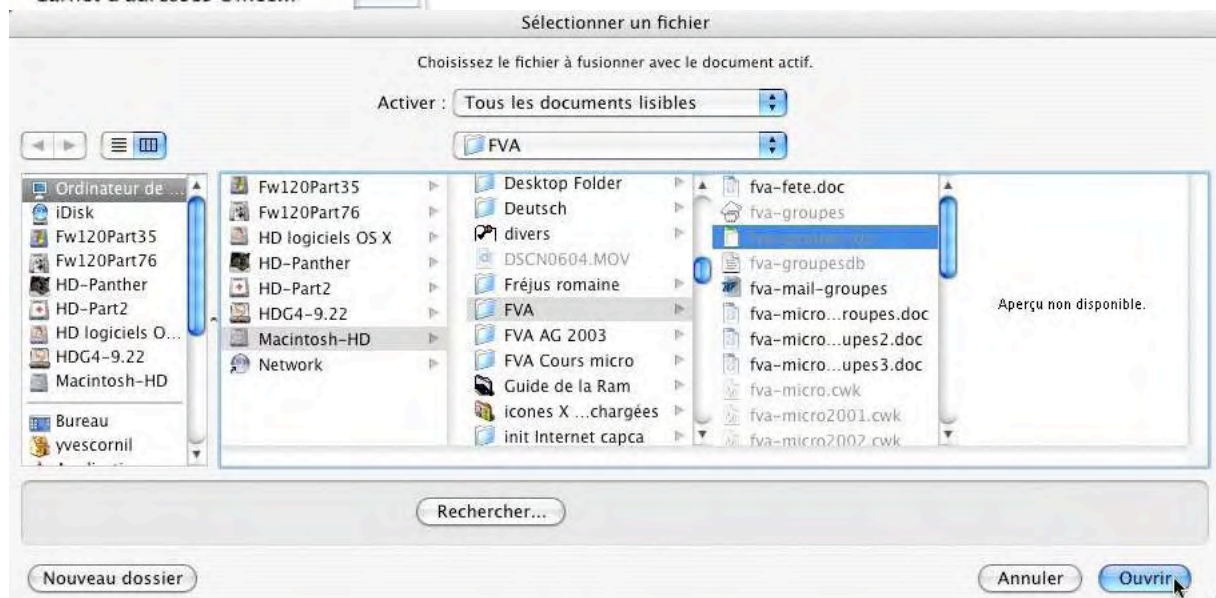 Sélectionner un fichier
Choisissez le fichier à fusionner avec le document actif.
Activer : Tous les documents lisibles
FVA
Ordinateur de ...
iDisk
Fw120Part35
Fw120Part76
HD-Panther
HD-Part2
HD logiciels O...
HDG4-9.22
Macintosh-HD
Bureau
yvescornil
Fw120Part35
Fw120Part76
HD logiciels OS X
HD-Panther
HD-Part2
HDG4-9.22
Macintosh-HD
Network
Desktop Folder
Deutsch
divers
DSCN0604.MOV
Fréjus romaine
FVA
FVA AG 2003
FVA Cours micro
Guide de la Ram
icones X ...chargées
init Internet capca
fva-fete.doc
fva-groupes
fva-groupesdb
fva-mail-groupes
fva-micro...roupes.doc
fva-micro...upes2.doc
fva-micro...upes3.doc
fva-micro.cwk
fva-micro2001.cwk
fva-micro2002.cwk
Aperçu non disponible.
Rechercher...
Nouveau dossier
Annuler
Ouvrir